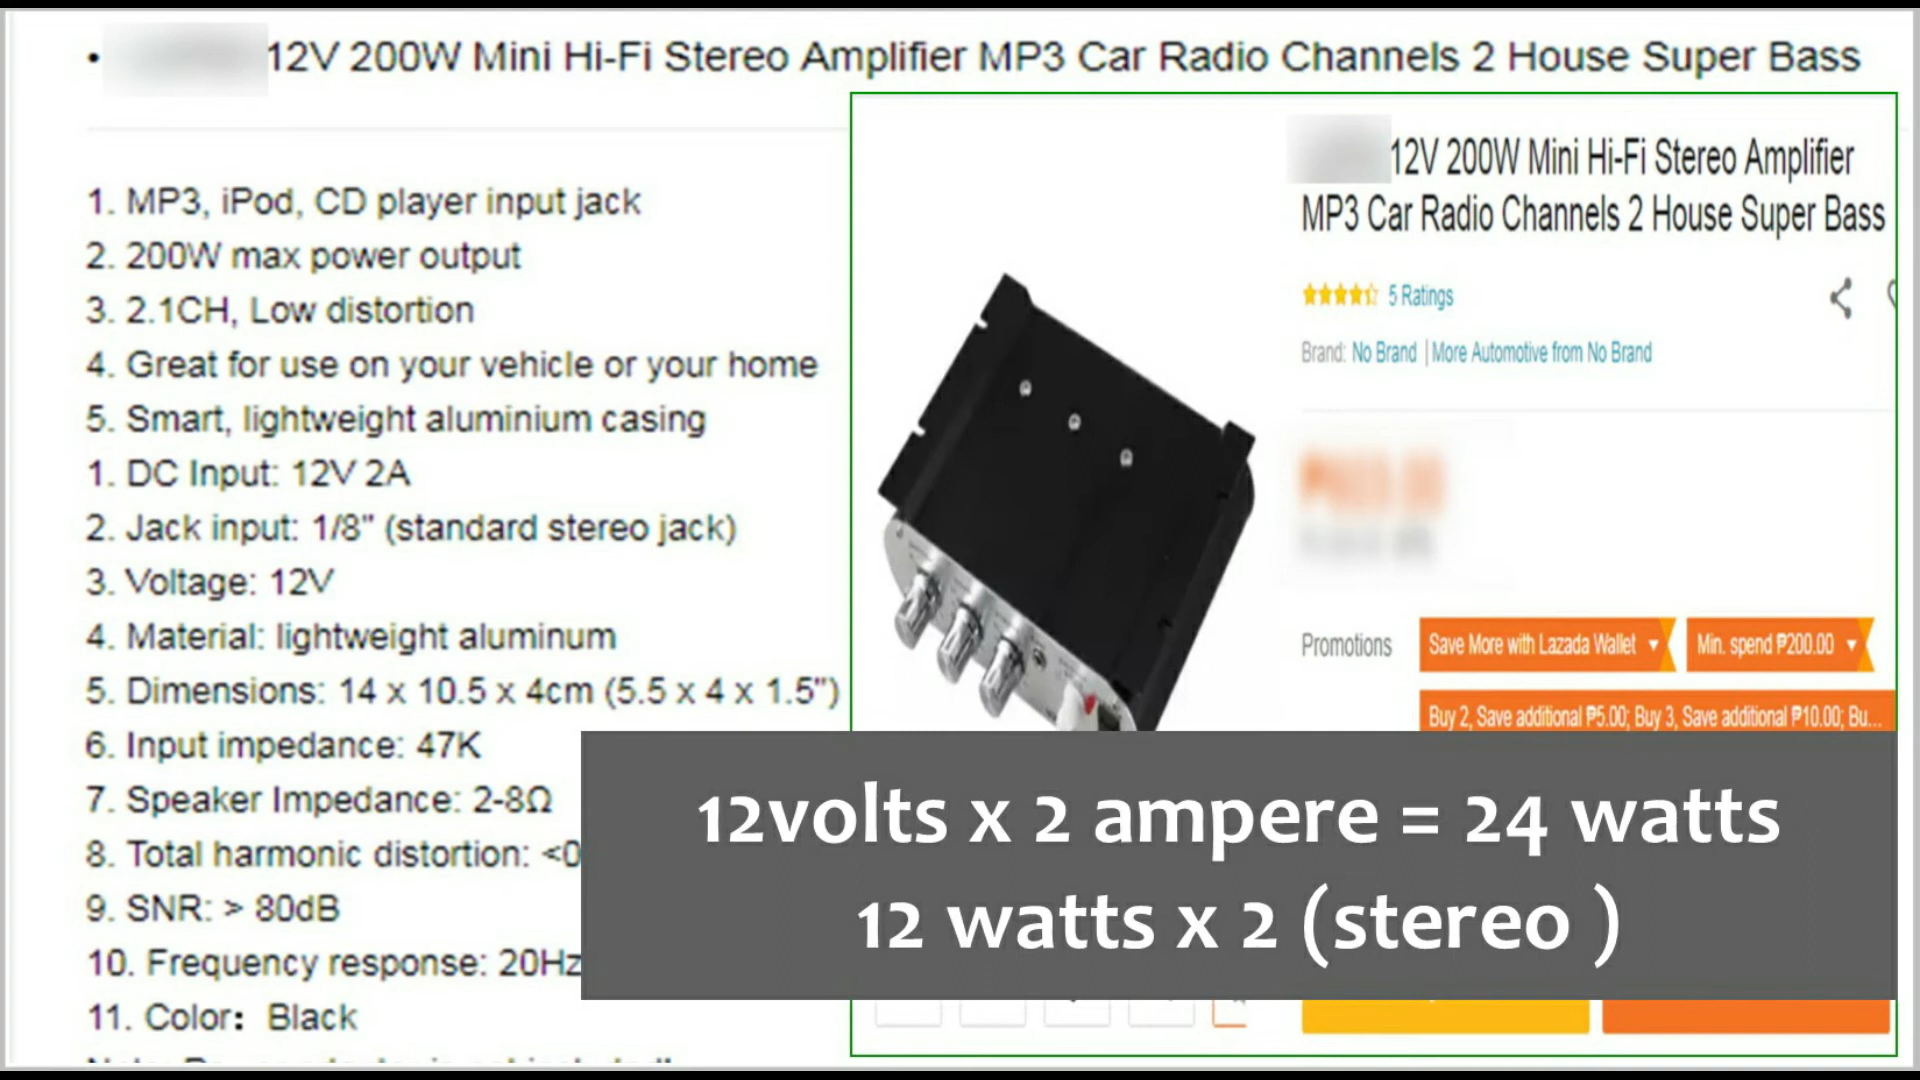 • 12V 200W Mini Hi-Fi Stereo Amplifier MP3 Car Radio Channels 2 House Super Bass
1. MP3, iPod, CD player input jack
2. 200W max power output
3. 2.1CH, Low distortion
4. Great for use on your vehicle or your home
5. Smart, lightweight aluminium casing
1. DC Input: 12V 2A
2. Jack input: 1/8" (standard stereo jack)
3. Voltage: 12V
4. Material: lightweight aluminum
5. Dimensions: 14 x 10.5 x 4cm (5.5 x 4 x 1.5")
6. Input impedance: 47K
7. Speaker Impedance: 2-8Ω
8. Total harmonic distortion: <0
9. SNR: > 80dB
10. Frequency response: 20Hz
11. Color: Black
12V 200W Mini Hi-Fi Stereo Amplifier
MP3 Car Radio Channels 2 House Super Bass
5 Ratings
Brand: No Brand | More Automotive from No Brand
Promotions Save More with Lazada Wallet Min. spend ₱200.00
Buy 2, Save additional ₱5.00; Buy 3, Save additional ₱10.00; Bu...
12volts x 2 ampere = 24 watts
12 watts x 2 (stereo )